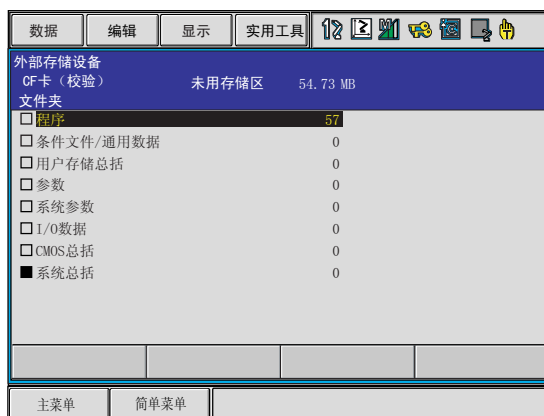 数据 编辑 显示 实用工具
外部存储设备
CF卡（校验） 未用存储区 54.73 MB
文件夹
程序 57
条件文件/通用数据 0
用户存储总括 0
参数 0
系统参数 0
I/O数据 0
CMOS总括 0
系统总括 0
主菜单 简单菜单